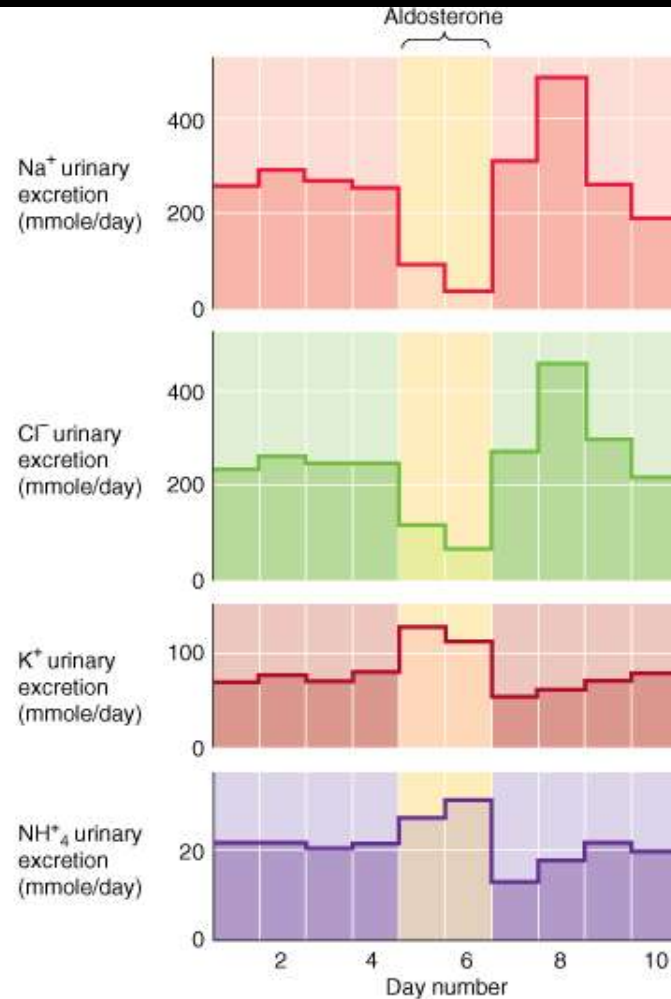 Aldosterone
400
Na⁺ urinary
excretion
(mmole/day)
200
0
400
Cl⁻ urinary
excretion
(mmole/day)
200
0
100
K⁺ urinary
excretion
(mmole/day)
0
NH⁺₄ urinary
excretion
(mmole/day)
20
0
2 4 6 8 10
Day number